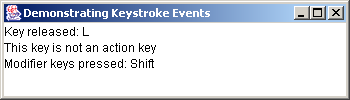 Demonstrating Keystroke Events
Key released: L
This key is not an action key
Modifier keys pressed: Shift